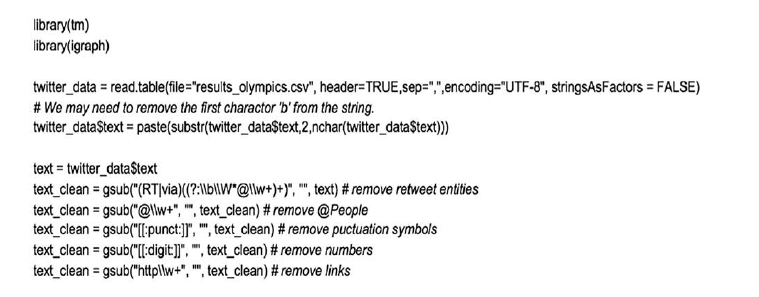 library(tm)
library(igraph)
twitter_data = read.table(file="results_olympics.csv", header=TRUE,sep=",",encoding="UTF-8", stringsAsFactors = FALSE)
# We may need to remove the first charactor 'b' from the string.
twitter_data$text = paste(substr(twitter_data$text,2,nchar(twitter_data$text)))
text = twitter_data$text
text_clean = gsub("(RT|via)((?:\\b\\W*@\\w+)+)", "", text) # remove retweet entities
text_clean = gsub("@\\w+", "", text_clean) # remove @People
text_clean = gsub("[[:punct:]]", "", text_clean) # remove puctuation symbols
text_clean = gsub("[[:digit:]]", "", text_clean) # remove numbers
text_clean = gsub("http\\w+", "", text_clean) # remove links